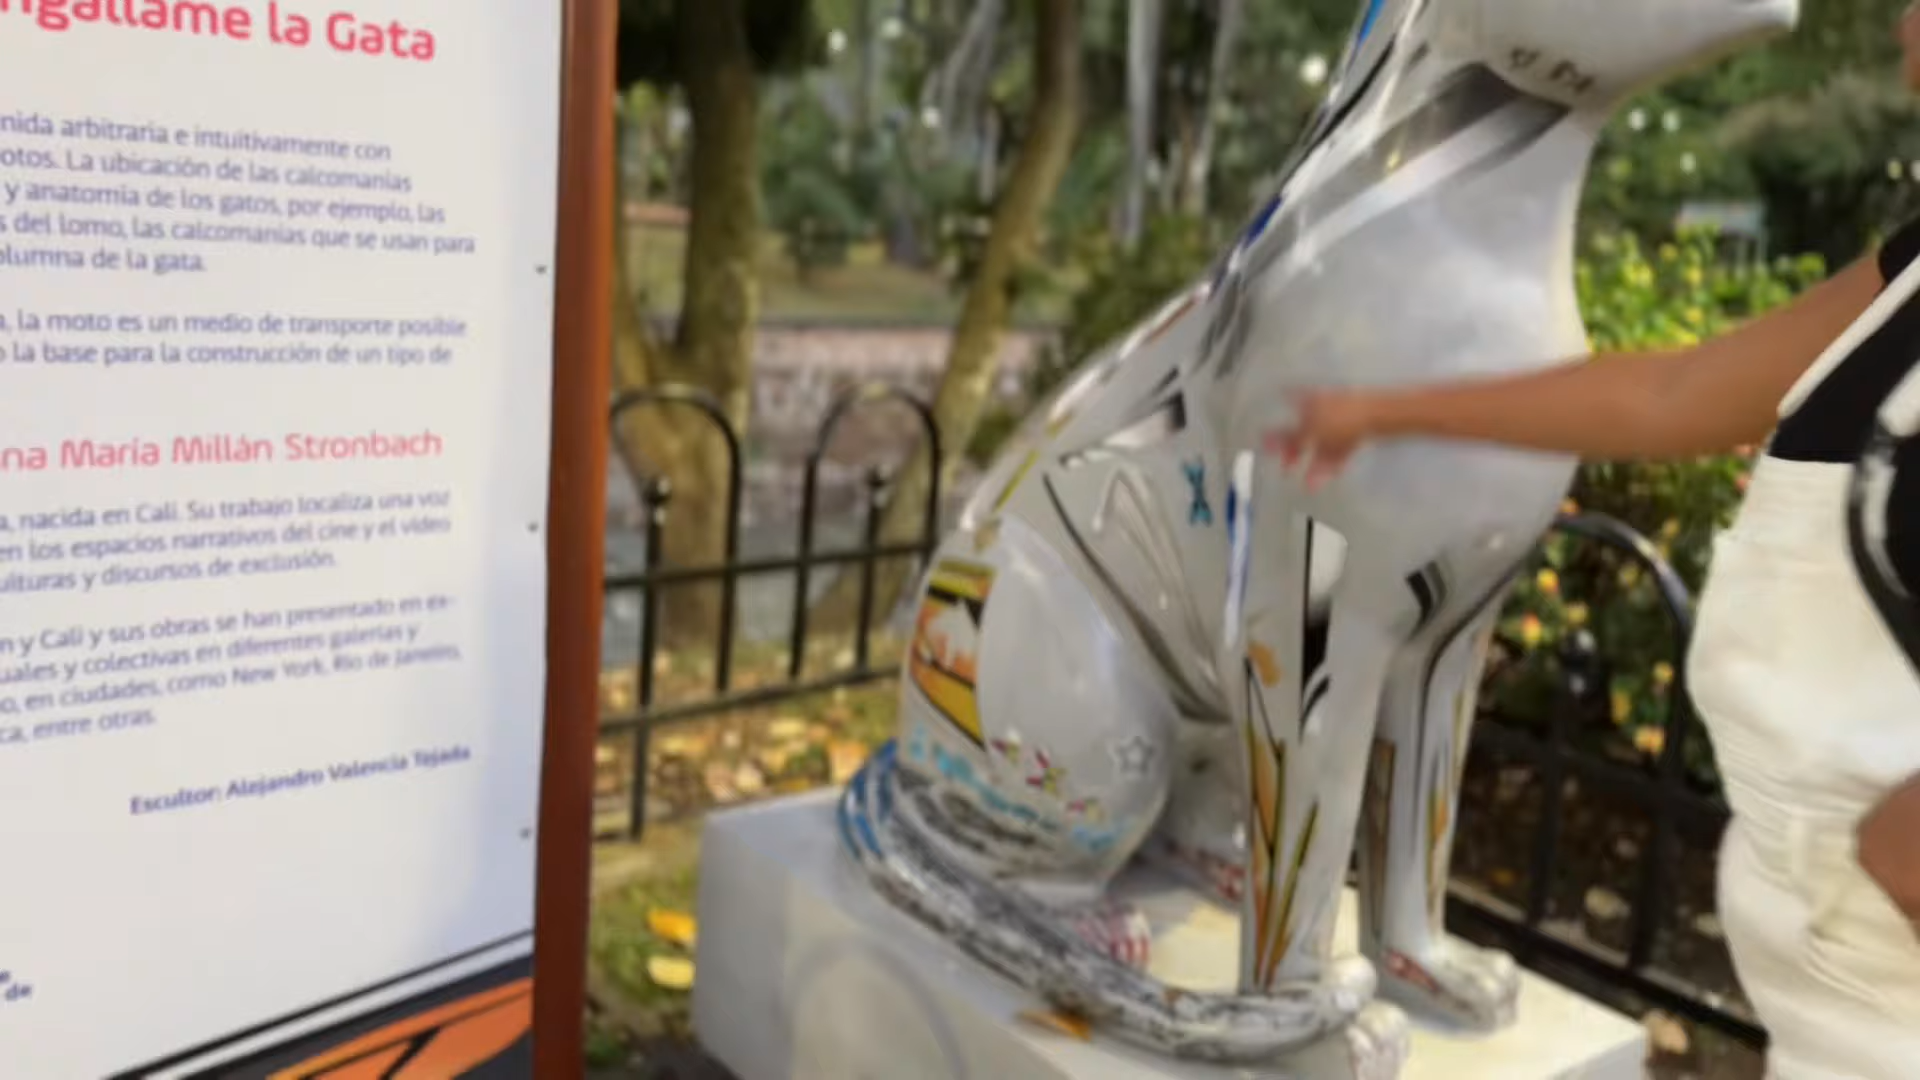 ngállame la Gata
nida arbitraria e intuitivamente con
otos. La ubicación de las calcomanias
y anatomia de los gatos, por ejemplo, las
s del lomo, las calcomanias que se usan para
olumna de la gata.
a, la moto es un medio de transporte posible
o la base para la construcción de un tipo de
na María Millán Stronbach
a, nacida en Cali. Su trabajo localiza una voz
en los espacios narrativos del cine y el video
ulturas y discursos de exclusión.
n y Cali y sus obras se han presentado en ex-
uales y colectivas en diferentes galerías y
o, en ciudades, como New York, Rio de Janeiro,
ca, entre otras.
Escultor: Alejandro Valencia Tejada
e
de